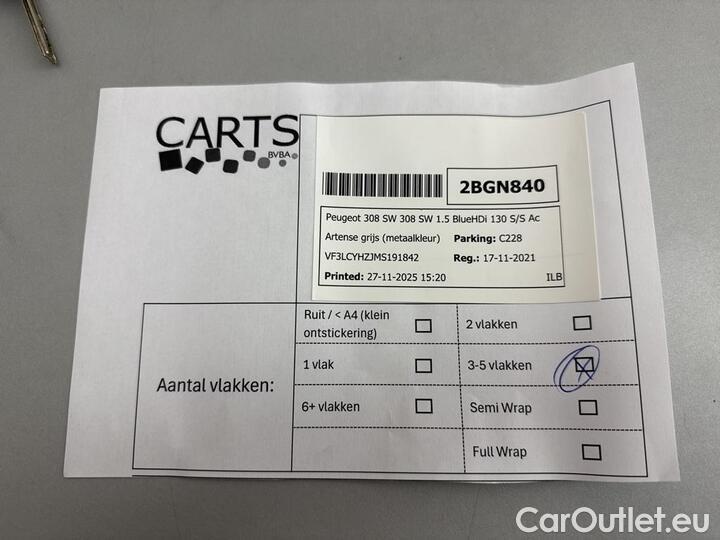 CARTS
BVBA
2BGN840
Peugeot 308 SW 308 SW 1.5 BlueHDi 130 S/S Ac
Artense grijs (metaalkleur) Parking: C228
VF3LCYHZJMS191842 Reg.: 17-11-2021
Printed: 27-11-2025 15:20 ILB
Aantal vlakken:
Ruit / < A4 (klein
ontstickering)
2 vlakken
1 vlak
3-5 vlakken
6+ vlakken
Semi Wrap
Full Wrap
CarOutlet.eu